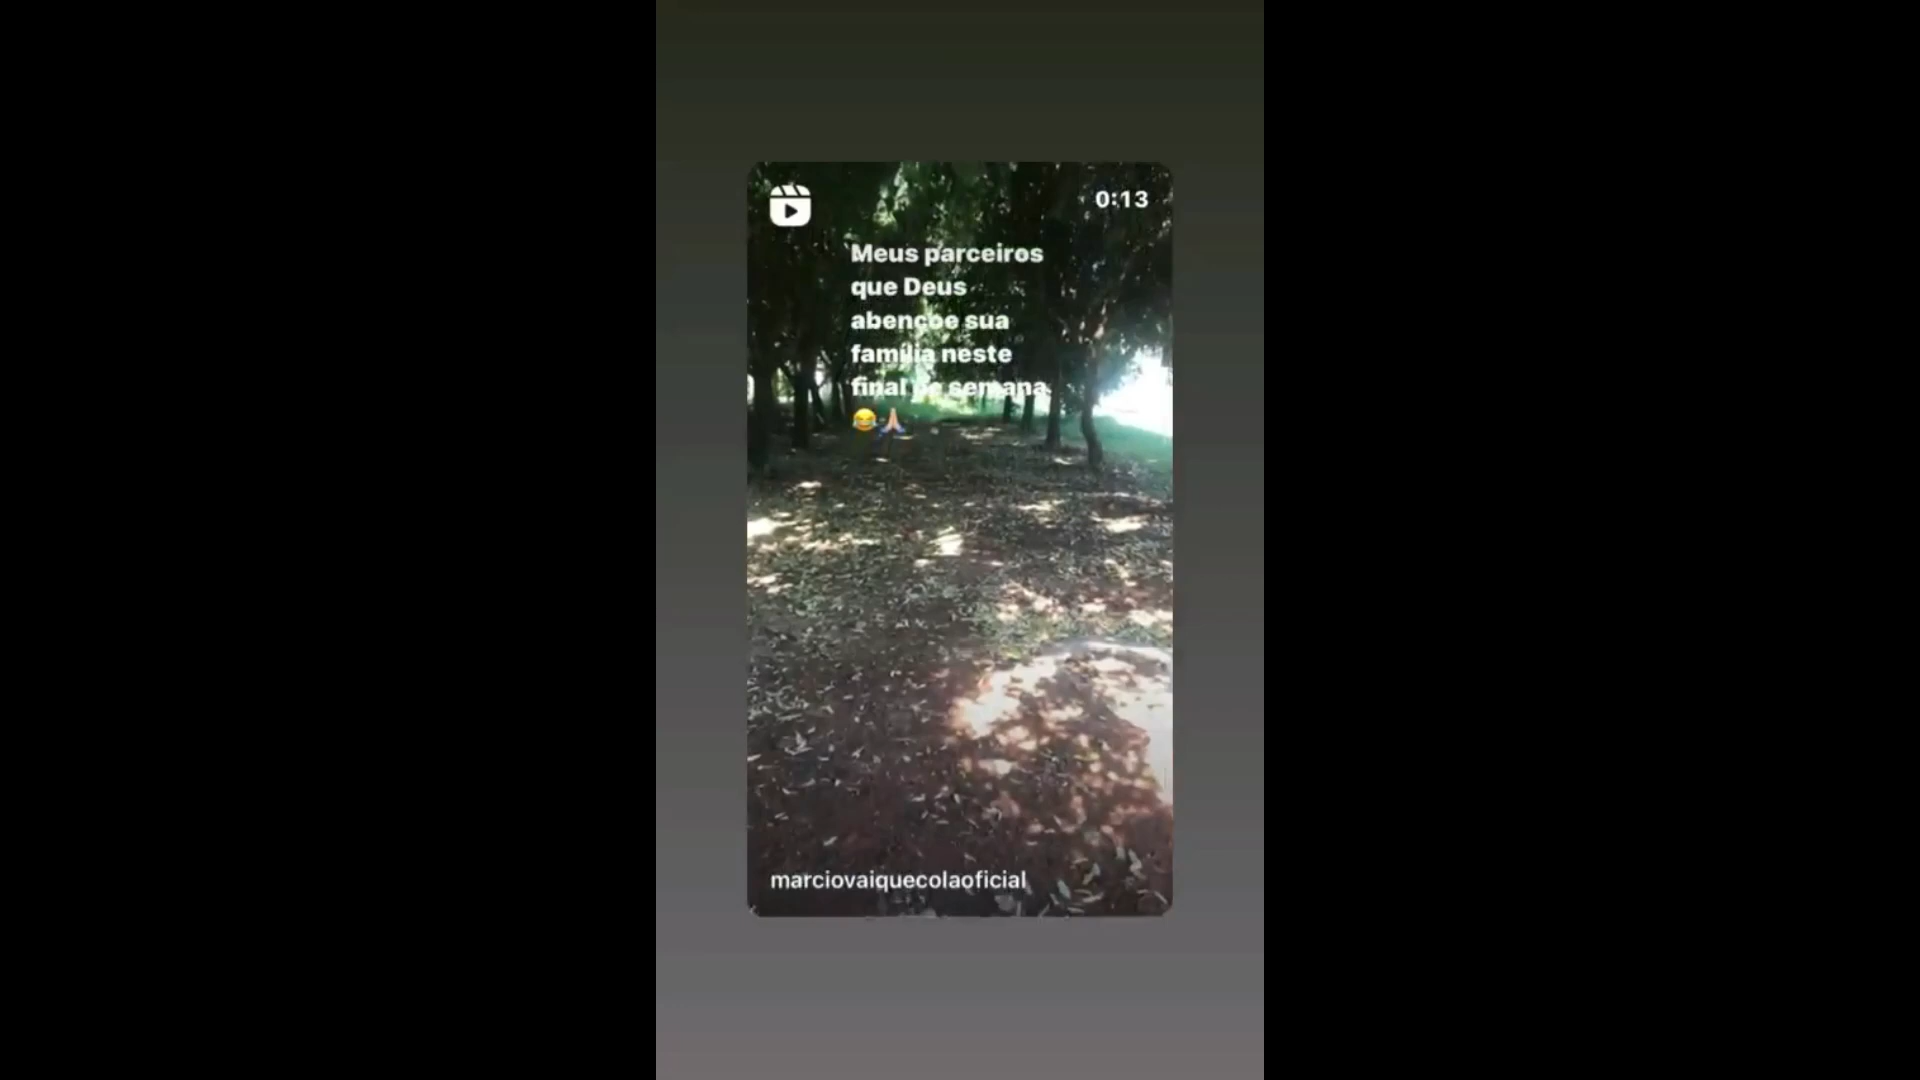 0:13
Meus parceiros
que Deus
abençoe sua
família neste
final de semana
😂🙏🏼
marciovaiquecolaoficial